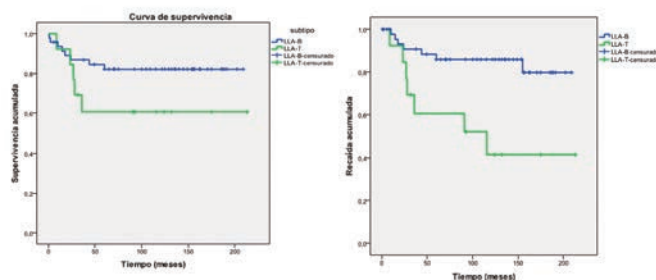 Curva de supervivencia
subtipo
LLA-B
LLA-T
LLA-B-censurado
LLA-T-censurado
Supervivencia acumulada
1,0
0,8
0,6
0,4
0,2
0,0
0
50
100
150
200
250
Tiempo (meses)
LLA-B
LLA-T
LLA-B-censurado
LLA-T-censurado
Recaída acumulada
1,0
0,8
0,6
0,4
0,2
0,0
0
50
100
150
200
250
Tiempo (meses)